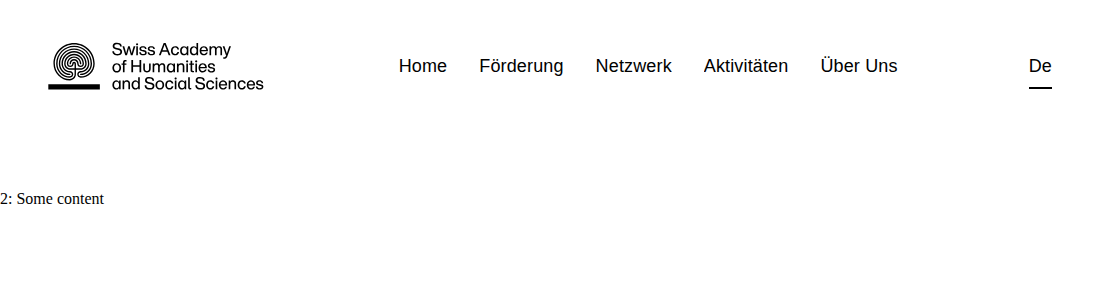 Swiss Academy
of Humanities
and Social Sciences
Home Förderung Netzwerk Aktivitäten Über Uns De
2: Some content